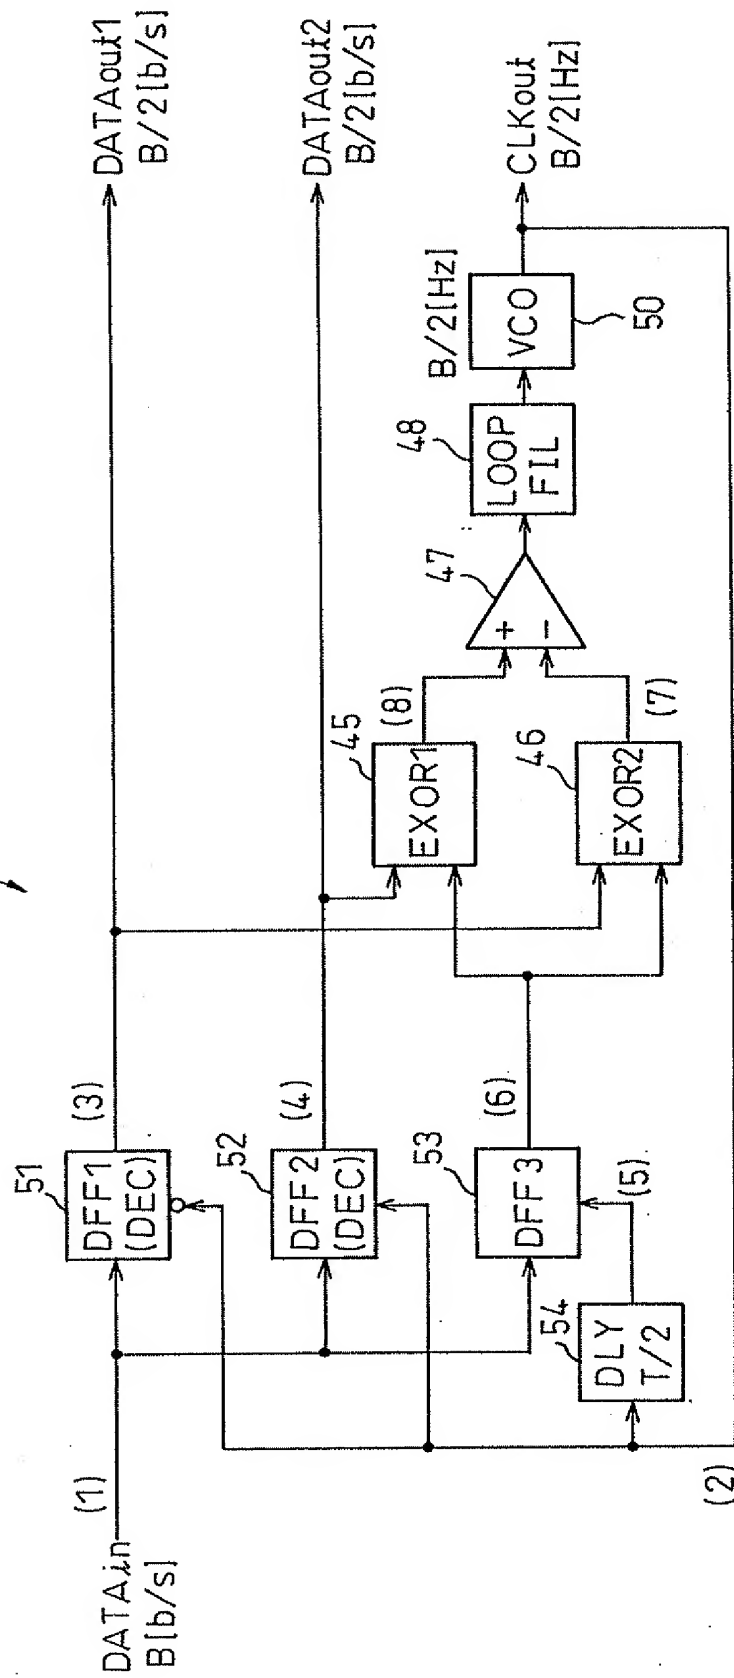 DATAin
B[b/s]
(1)
51
DFF1
(DEC)
(3)
DATAout1
B/2[b/s]
52
DFF2
(DEC)
(4)
DATAout2
B/2[b/s]
53
DFF3
(6)
(5)
54
DLY
T/2
(2)
45
EXOR1
(8)
46
EXOR2
(7)
47
+
−
48
LOOP
FIL
B/2[Hz]
VCO
50
CLKout
B/2[Hz]